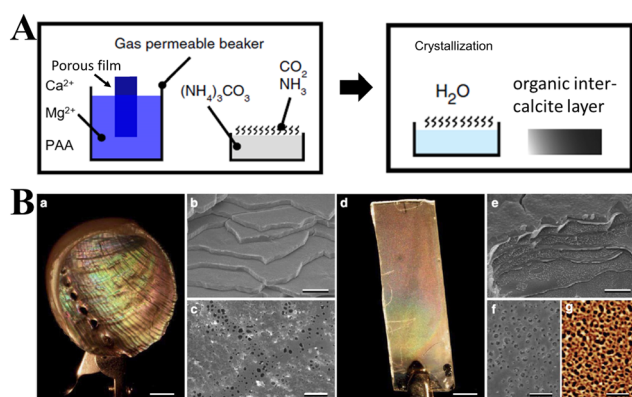 A
Gas permeable beaker
Porous film
Ca2+
Mg2+
PAA
(NH4)3CO3
CO2
NH3
Crystallization
H2O
organic inter-
calcite layer
B
a
b
c
d
e
f
g